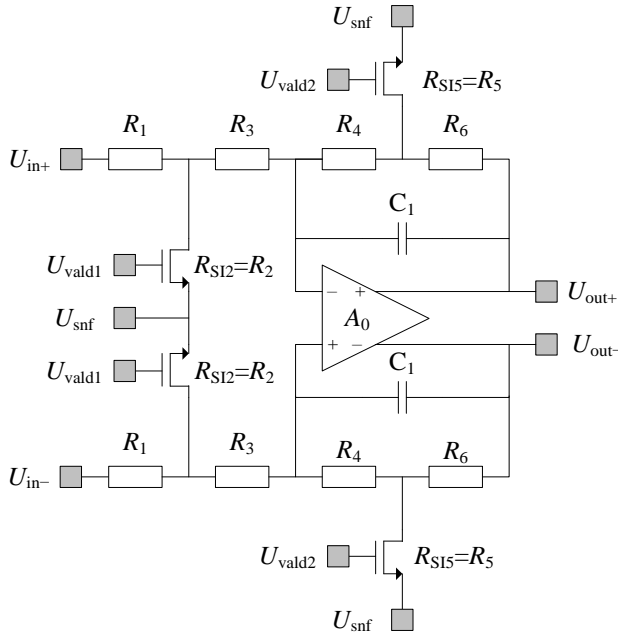 U_snf
U_vald2
R_SI5=R_5
R_1
R_3
R_4
R_6
U_in+
C_1
U_vald1
R_SI2=R_2
− +
A_0
+ −
U_out+
U_snf
U_out−
U_vald1
R_SI2=R_2
C_1
R_1
R_3
R_4
R_6
U_in−
U_vald2
R_SI5=R_5
U_snf